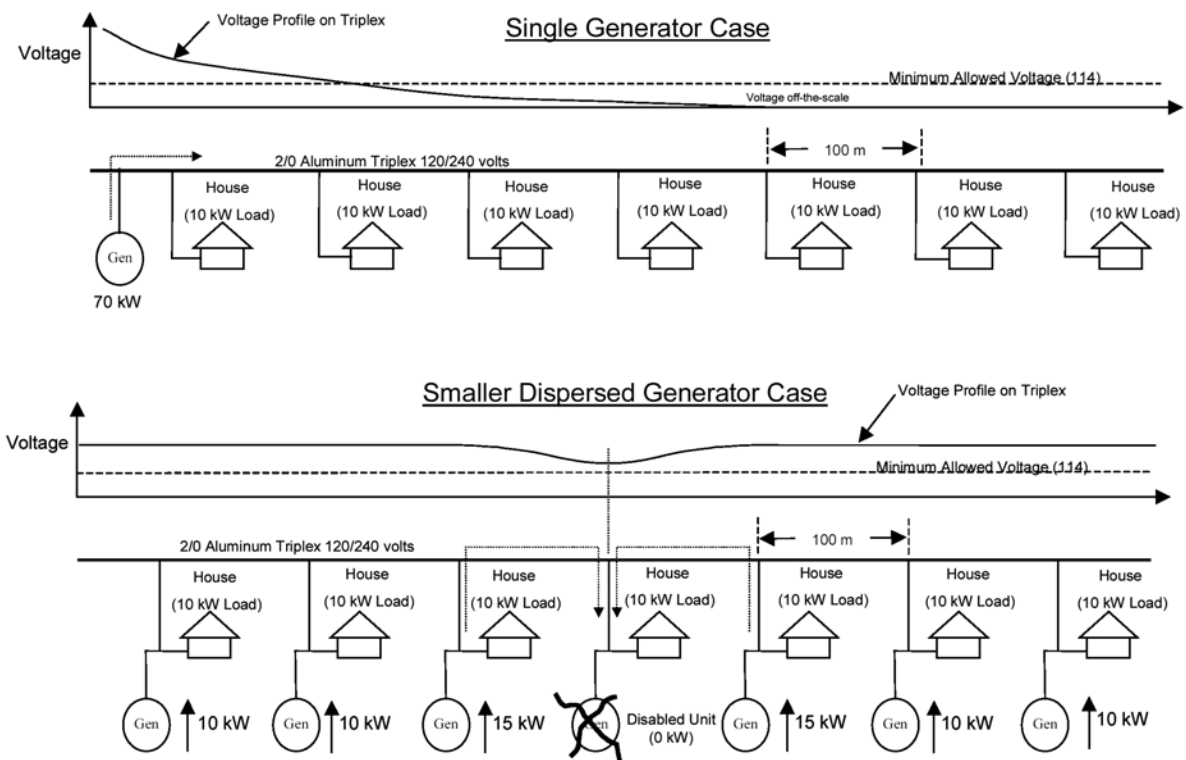 Voltage Profile on Triplex
Single Generator Case
Voltage
Minimum Allowed Voltage (114)
Voltage off-the-scale
100 m
2/0 Aluminum Triplex 120/240 volts
House
(10 kW Load)
House
(10 kW Load)
House
(10 kW Load)
House
(10 kW Load)
House
(10 kW Load)
House
(10 kW Load)
House
(10 kW Load)
Gen
70 kW
Smaller Dispersed Generator Case
Voltage Profile on Triplex
Voltage
Minimum Allowed Voltage (114)
2/0 Aluminum Triplex 120/240 volts
100 m
House
(10 kW Load)
House
(10 kW Load)
House
(10 kW Load)
House
(10 kW Load)
House
(10 kW Load)
House
(10 kW Load)
House
(10 kW Load)
Gen
10 kW
Gen
10 kW
Gen
15 kW
Gen
Disabled Unit
(0 kW)
Gen
15 kW
Gen
10 kW
Gen
10 kW